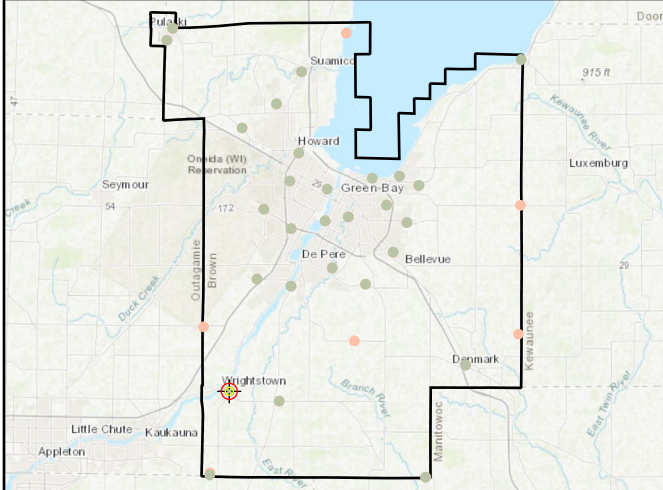 Pulaski
Door
Suamico
915 ft
47
Kewaunee River
Howard
Oneida (WI)
Reservation
Luxemburg
Seymour
29
Green Bay
Creek
54
172
De Pere
Bellevue
29
Outagamie
Brown
Duck Creek
Kewaunee
Denmark
Wrightstown
Branch River
East Twin River
Manitowoc
Little Chute
Kaukauna
Appleton
East River